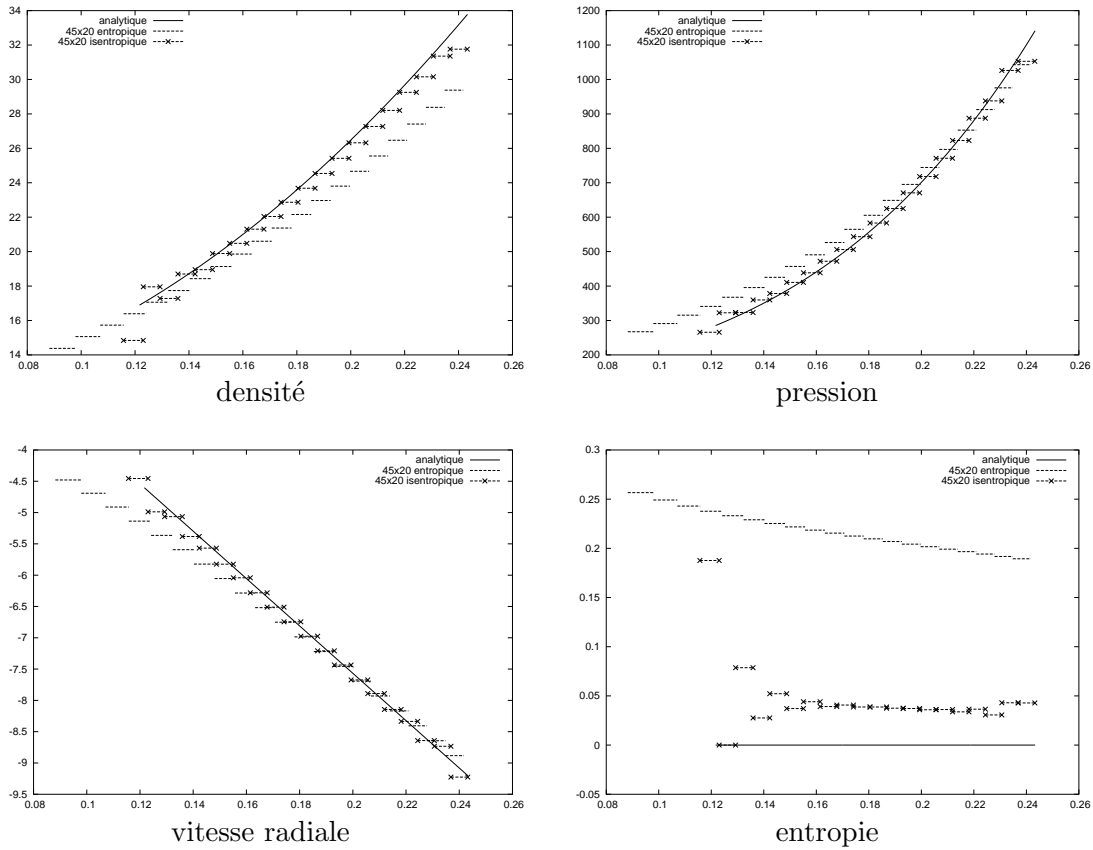 34
32
30
28
26
24
22
20
18
16
14
0.08 0.1 0.12 0.14 0.16 0.18 0.2 0.22 0.24 0.26
analytique
45x20 entropique
45x20 isentropique
densité
1200
1100
1000
900
800
700
600
500
400
300
200
0.08 0.1 0.12 0.14 0.16 0.18 0.2 0.22 0.24 0.26
analytique
45x20 entropique
45x20 isentropique
pression
-4
-4.5
-5
-5.5
-6
-6.5
-7
-7.5
-8
-8.5
-9
-9.5
0.08 0.1 0.12 0.14 0.16 0.18 0.2 0.22 0.24 0.26
analytique
45x20 entropique
45x20 isentropique
vitesse radiale
0.3
0.25
0.2
0.15
0.1
0.05
0
-0.05
0.08 0.1 0.12 0.14 0.16 0.18 0.2 0.22 0.24 0.26
analytique
45x20 entropique
45x20 isentropique
entropie